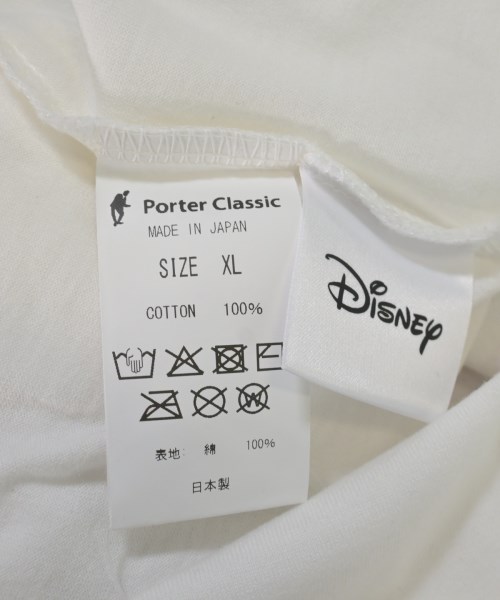 Porter Classic
MADE IN JAPAN
SIZE XL
COTTON 100%
W
表地: 綿 100%
日本製
Disney